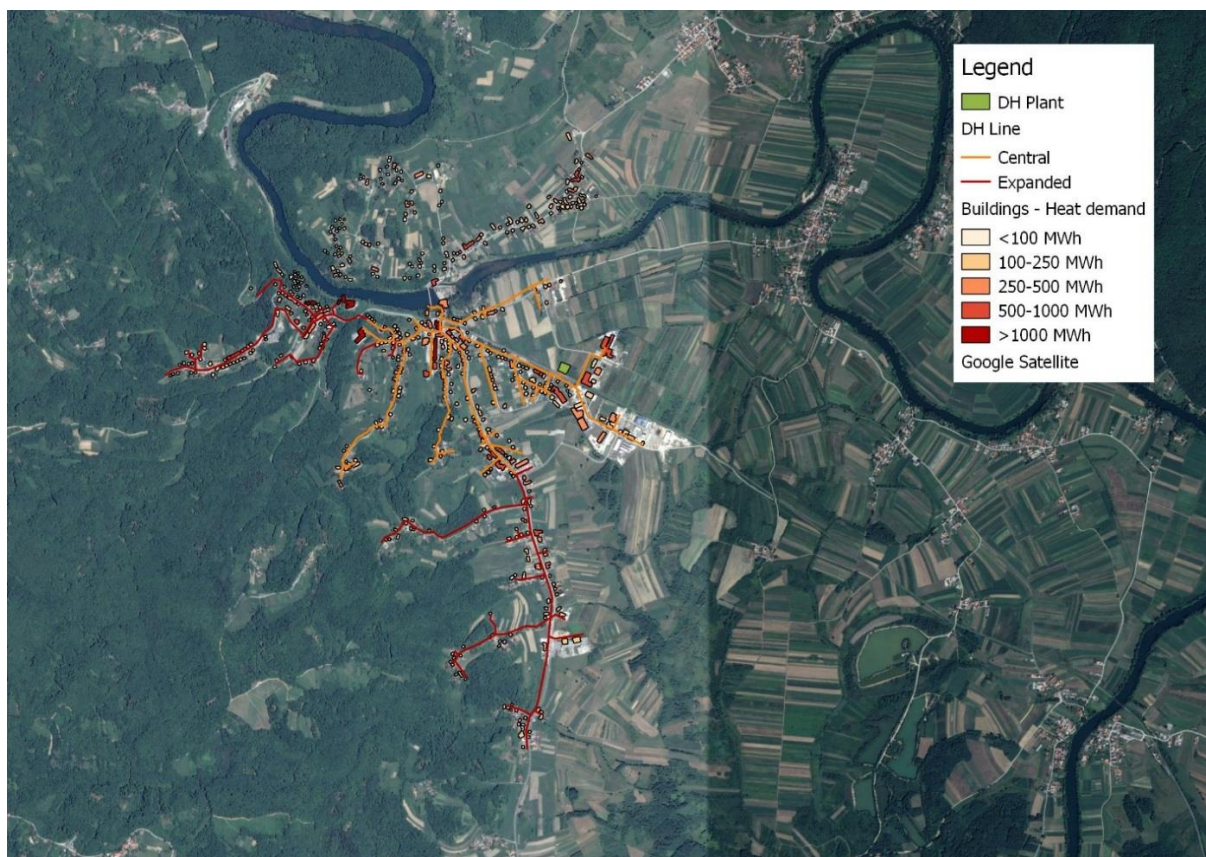 Legend
DH Plant
DH Line
Central
Expanded
Buildings - Heat demand
<100 MWh
100-250 MWh
250-500 MWh
500-1000 MWh
>1000 MWh
Google Satellite